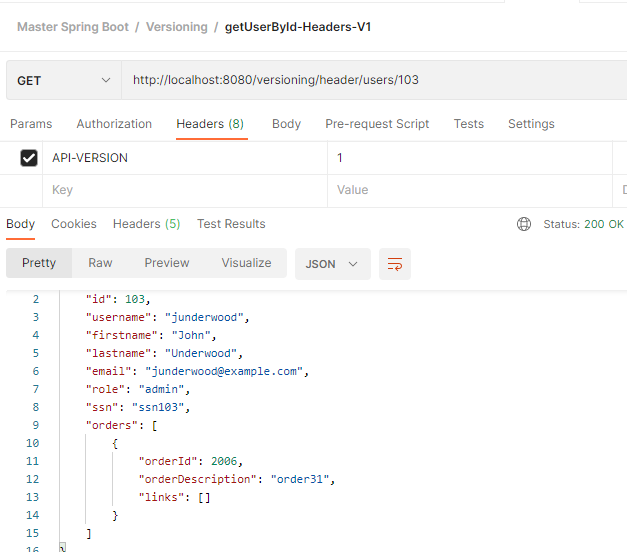 Master Spring Boot / Versioning / getUserById-Headers-V1
GET http://localhost:8080/versioning/header/users/103
Params Authorization Headers (8) Body Pre-request Script Tests Settings
API-VERSION 1
Key Value D
Body Cookies Headers (5) Test Results Status: 200 OK
Pretty Raw Preview Visualize JSON
2 "id": 103,
3 "username": "junderwood",
4 "firstname": "John",
5 "lastname": "Underwood",
6 "email": "junderwood@example.com",
7 "role": "admin",
8 "ssn": "ssn103",
9 "orders": [
10 {
11 "orderId": 2006,
12 "orderDescription": "order31",
13 "links": []
14 }
15 ]
16 }